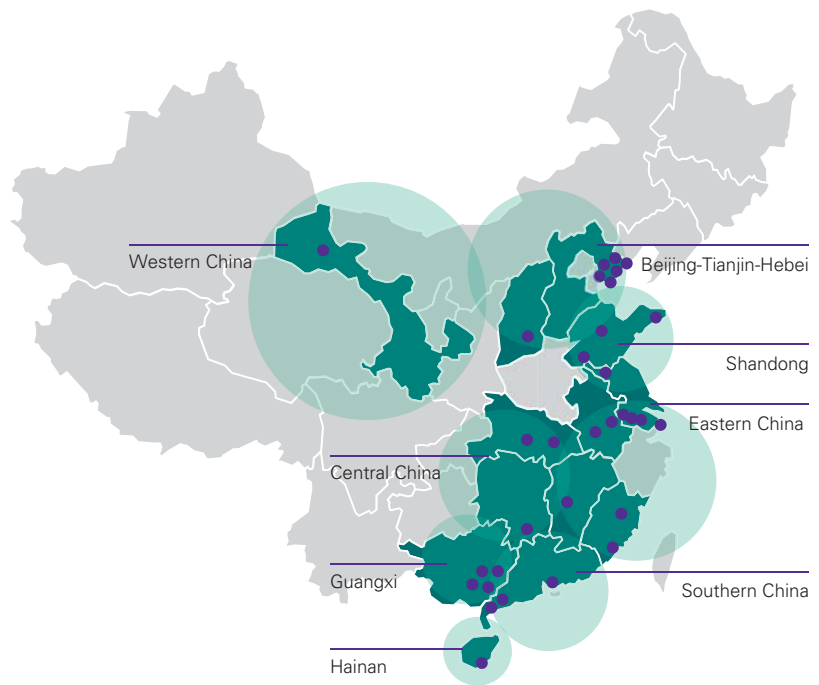 Western China
Beijing-Tianjin-Hebei
Shandong
Eastern China
Central China
Guangxi
Southern China
Hainan